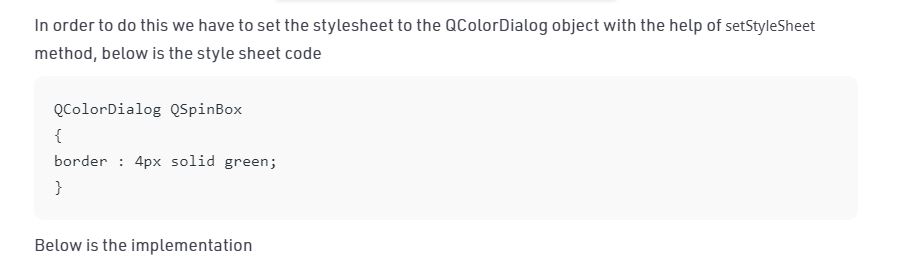 In order to do this we have to set the stylesheet to the QColorDialog object with the help of setStyleSheet
method, below is the style sheet code
QColorDialog QSpinBox
{
border : 4px solid green;
}
Below is the implementation